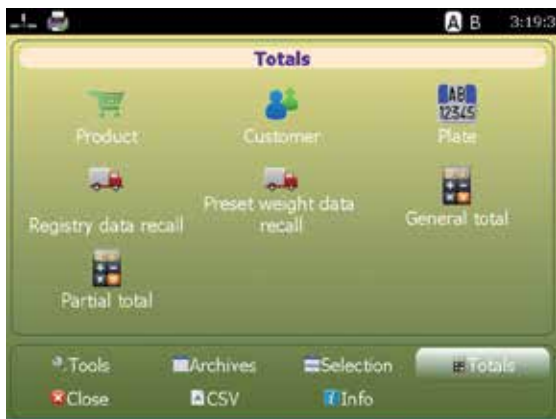 A B 3:19:3
Totals
Product Customer AB 12345 Plate
Registry data recall Preset weight data recall General total
Partial total
Tools Archives Selection Totals
Close CSV Info